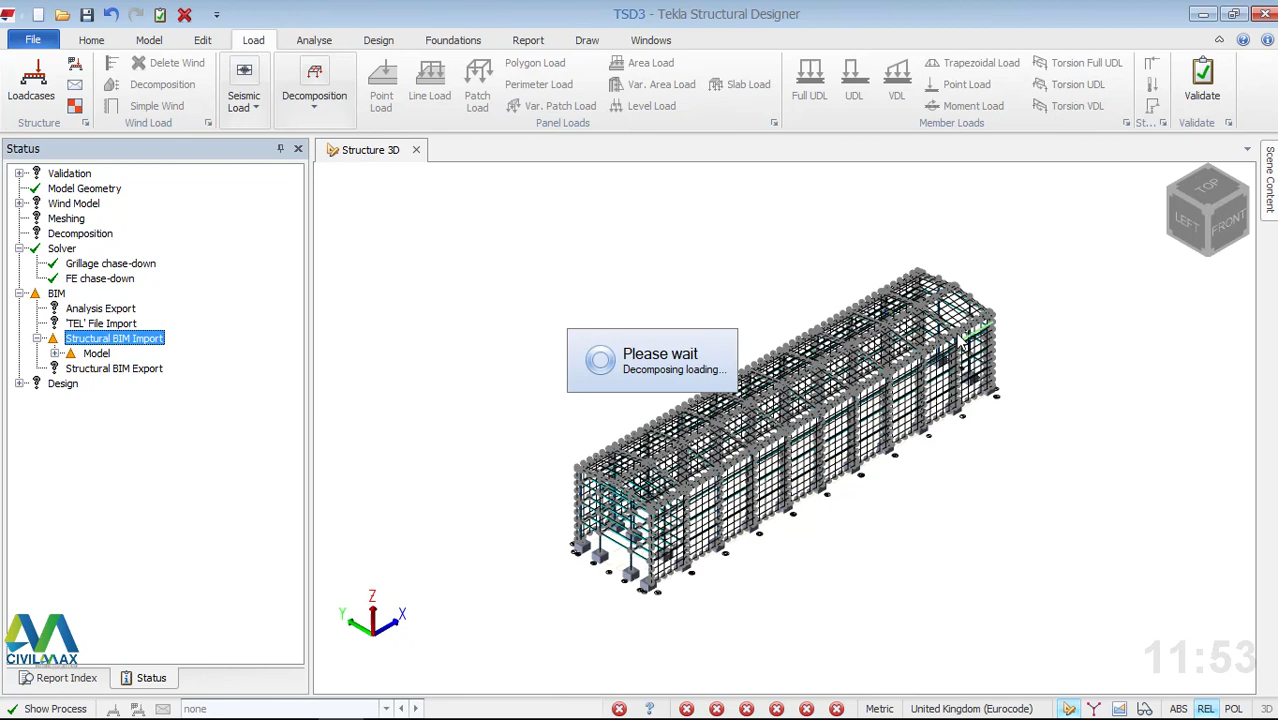 TSD3 - Tekla Structural Designer
File Home Model Edit Load Analyse Design Foundations Report Draw Windows
Loadcases
Structure
Delete Wind
Decomposition
Simple Wind
Wind Load
Seismic
Load
Decomposition
Point
Load
Line Load
Patch
Load
Polygon Load
Perimeter Load
Var. Patch Load
Area Load
Var. Area Load
Level Load
Slab Load
Panel Loads
Full UDL
UDL
VDL
Trapezoidal Load
Point Load
Moment Load
Torsion Full UDL
Torsion UDL
Torsion VDL
Member Loads
St...
Validate
Validate
Status
Validation
Model Geometry
Wind Model
Meshing
Decomposition
Solver
Grillage chase-down
FE chase-down
BIM
Analysis Export
'TEL' File Import
Structural BIM Import
Model
Structural BIM Export
Design
Structure 3D
TOP
LEFT
FRONT
Scene Content
Please wait
Decomposing loading...
Z
Y
X
CIVILMAX
11:53
Report Index
Status
Show Process
none
Metric
United Kingdom (Eurocode)
ABS
REL
POL
3D